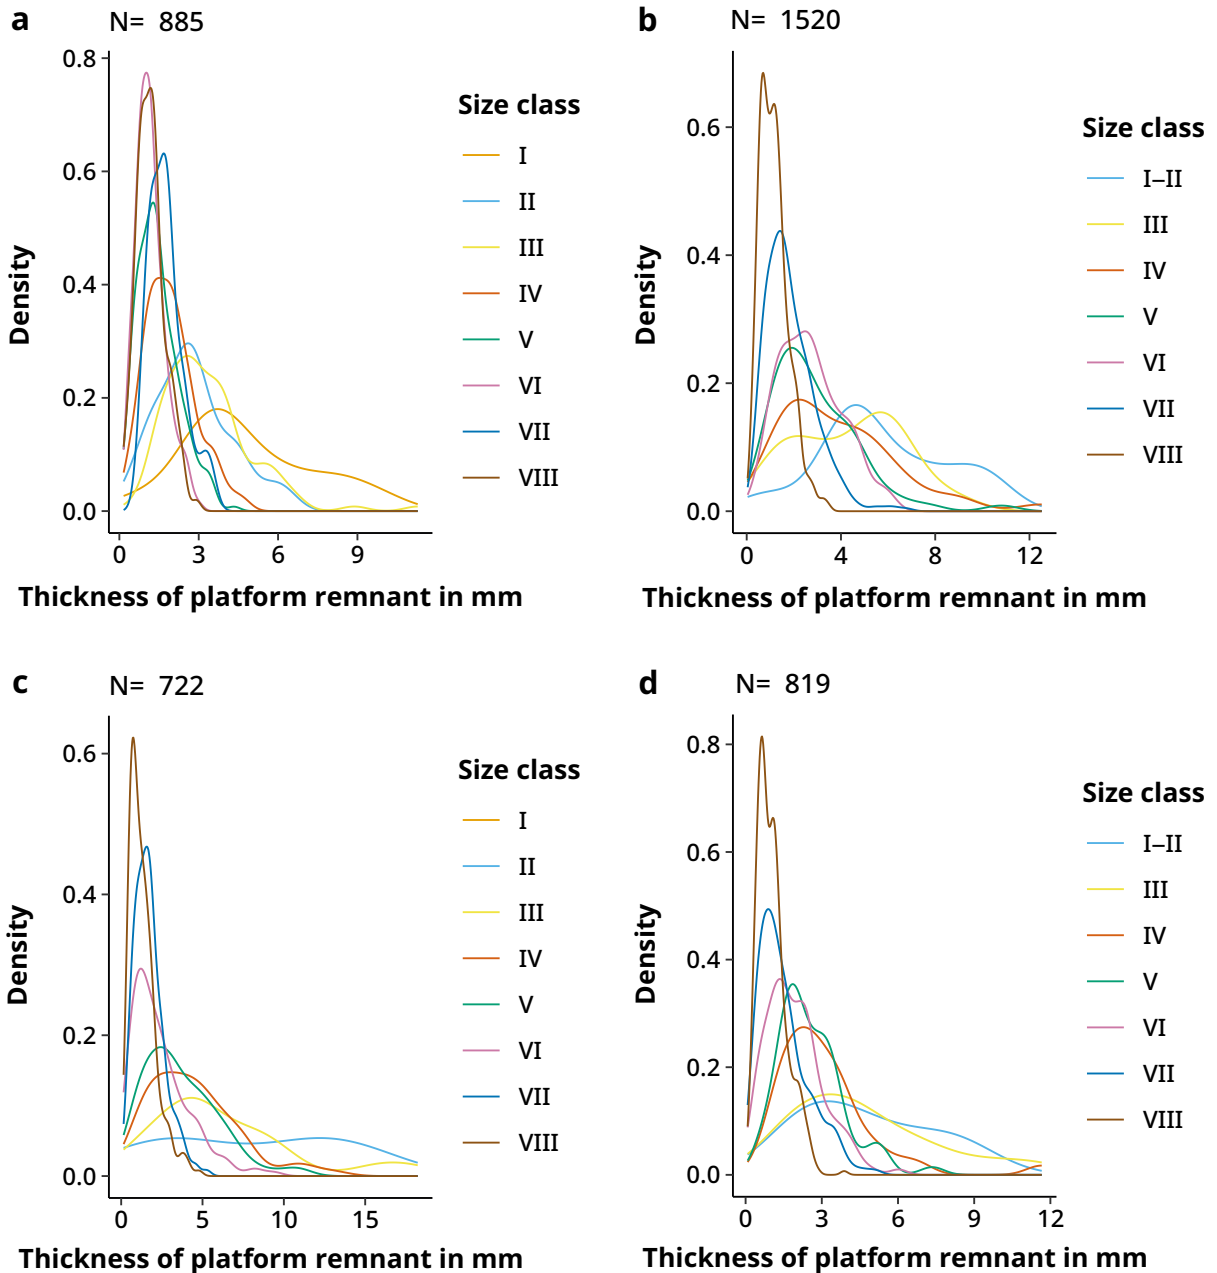 a
N= 885
0.8
0.6
0.4
0.2
0.0
Density
0 3 6 9
Thickness of platform remnant in mm
Size class
I
II
III
IV
V
VI
VII
VIII
b
N= 1520
0.6
0.4
0.2
0.0
Density
0 4 8 12
Thickness of platform remnant in mm
Size class
I–II
III
IV
V
VI
VII
VIII
c
N= 722
0.6
0.4
0.2
0.0
Density
0 5 10 15
Thickness of platform remnant in mm
Size class
I
II
III
IV
V
VI
VII
VIII
d
N= 819
0.8
0.6
0.4
0.2
0.0
Density
0 3 6 9 12
Thickness of platform remnant in mm
Size class
I–II
III
IV
V
VI
VII
VIII